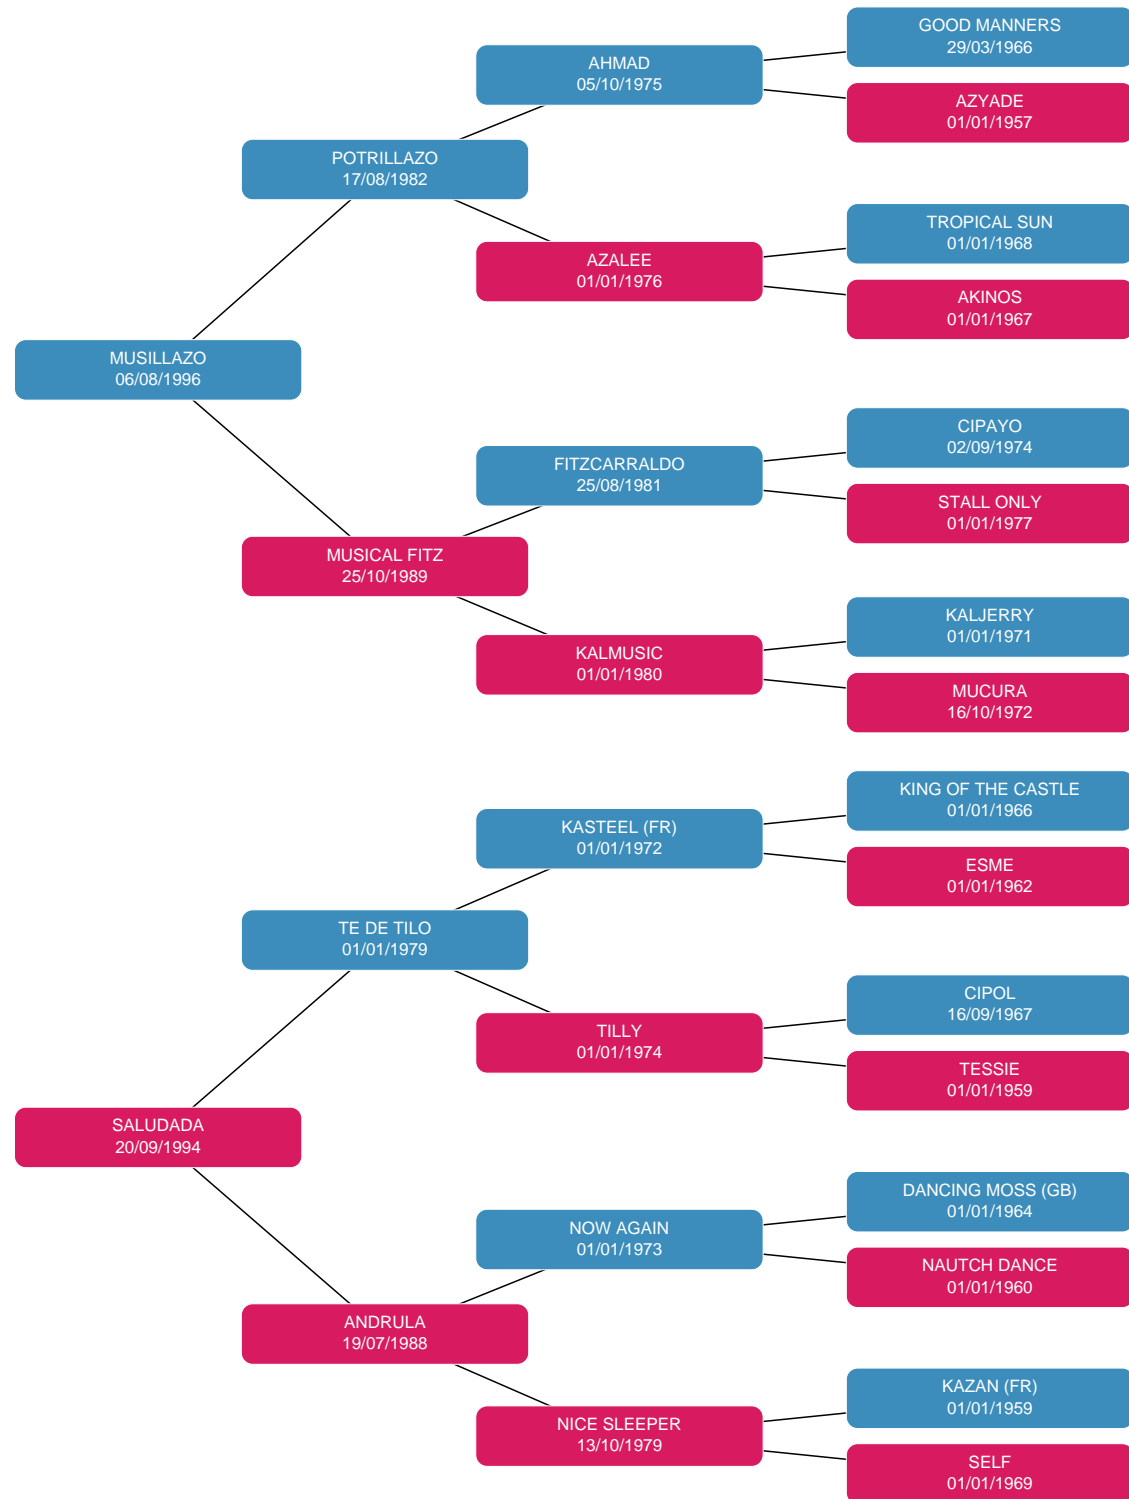 GOOD MANNERS
29/03/1966
AHMAD
05/10/1975
AZYADE
01/01/1957
POTRILLAZO
17/08/1982
TROPICAL SUN
01/01/1968
AZALEE
01/01/1976
AKINOS
01/01/1967
MUSILLAZO
06/08/1996
CIPAYO
02/09/1974
FITZCARRALDO
25/08/1981
STALL ONLY
01/01/1977
MUSICAL FITZ
25/10/1989
KALJERRY
01/01/1971
KALMUSIC
01/01/1980
MUCURA
16/10/1972
KING OF THE CASTLE
01/01/1966
KASTEEL (FR)
01/01/1972
ESME
01/01/1962
TE DE TILO
01/01/1979
CIPOL
16/09/1967
TILLY
01/01/1974
TESSIE
01/01/1959
SALUDADA
20/09/1994
DANCING MOSS (GB)
01/01/1964
NOW AGAIN
01/01/1973
NAUTCH DANCE
01/01/1960
ANDRULA
19/07/1988
KAZAN (FR)
01/01/1959
NICE SLEEPER
13/10/1979
SELF
01/01/1969